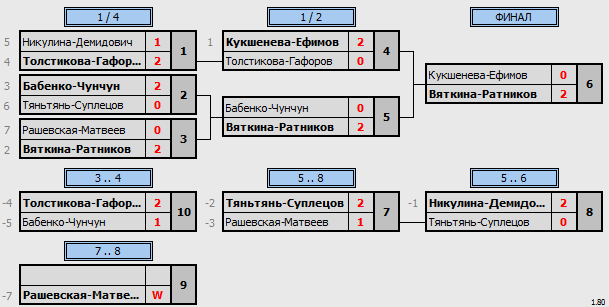 1 / 4
1 / 2
ФИНАЛ
5 Никулина-Демидович 1
4 Толстикова-Гафор... 2
1
3 Бабенко-Чунчун 2
6 Тяньтянь-Суплецов 0
2
7 Рашевская-Матвеев 0
2 Вяткина-Ратников 2
3
1 Кукшенева-Ефимов 2
Толстикова-Гафоров 0
4
Бабенко-Чунчун 0
Вяткина-Ратников 2
5
Кукшенева-Ефимов 0
Вяткина-Ратников 2
6
3 .. 4
5 .. 8
5 .. 6
-4 Толстикова-Гафор... 2
-5 Бабенко-Чунчун 1
10
-2 Тяньтянь-Суплецов 2
-3 Рашевская-Матвеев 1
7
-1 Никулина-Демидо... 2
Тяньтянь-Суплецов 0
8
7 .. 8
9
-7 Рашевская-Матве... W
1.80